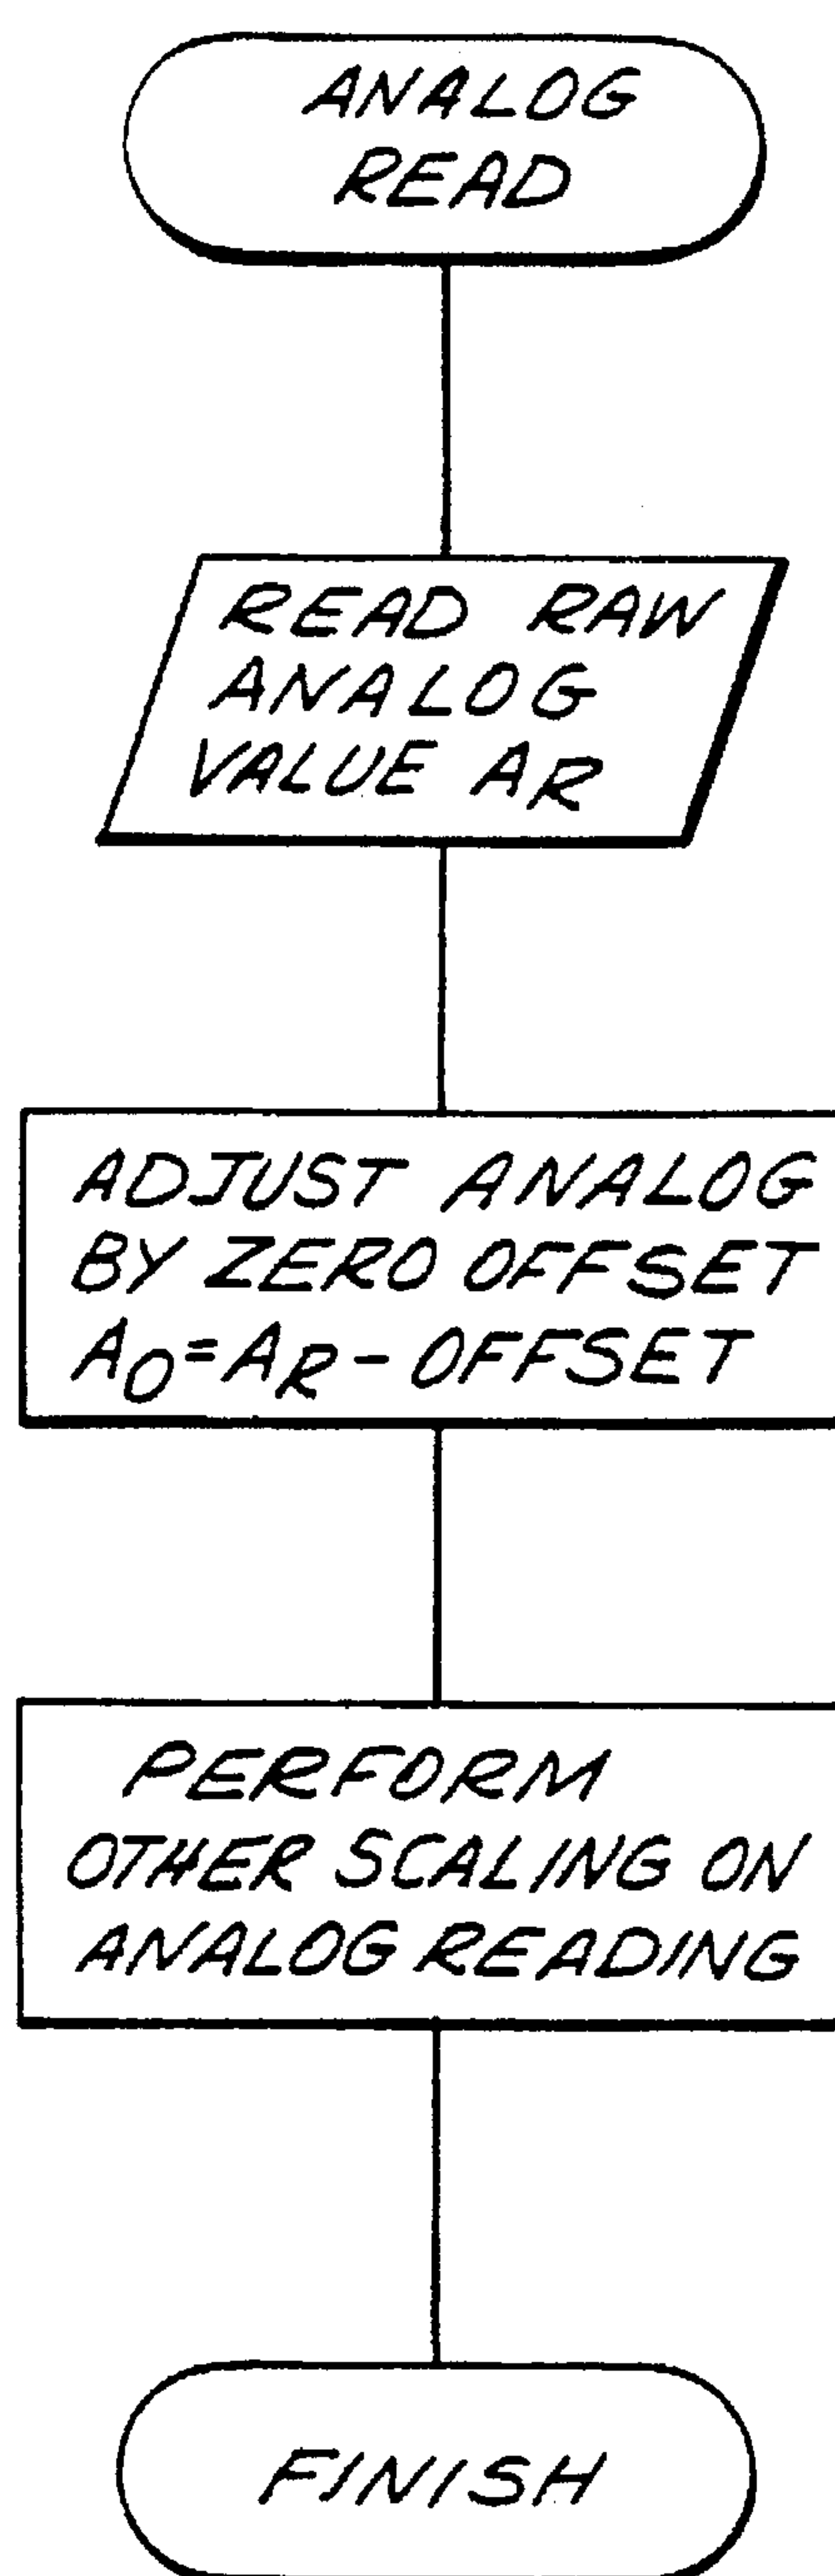 ANALOG
READ
READ RAW
ANALOG
VALUE AR
ADJUST ANALOG
BY ZERO OFFSET
AO=AR-OFFSET
PERFORM
OTHER SCALING ON
ANALOG READING
FINISH